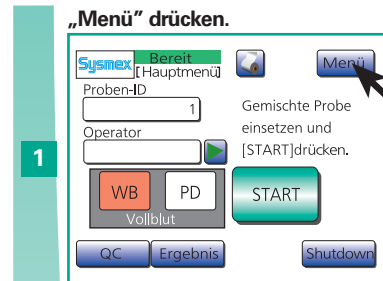 „Menü” drücken.
1
Sysmex Bereit
[Hauptmenü]
Menü
Proben-ID
1
Operator
Gemischte Probe
einsetzen und
[START]drücken.
WB PD
Vollblut
START
QC Ergebnis Shutdown